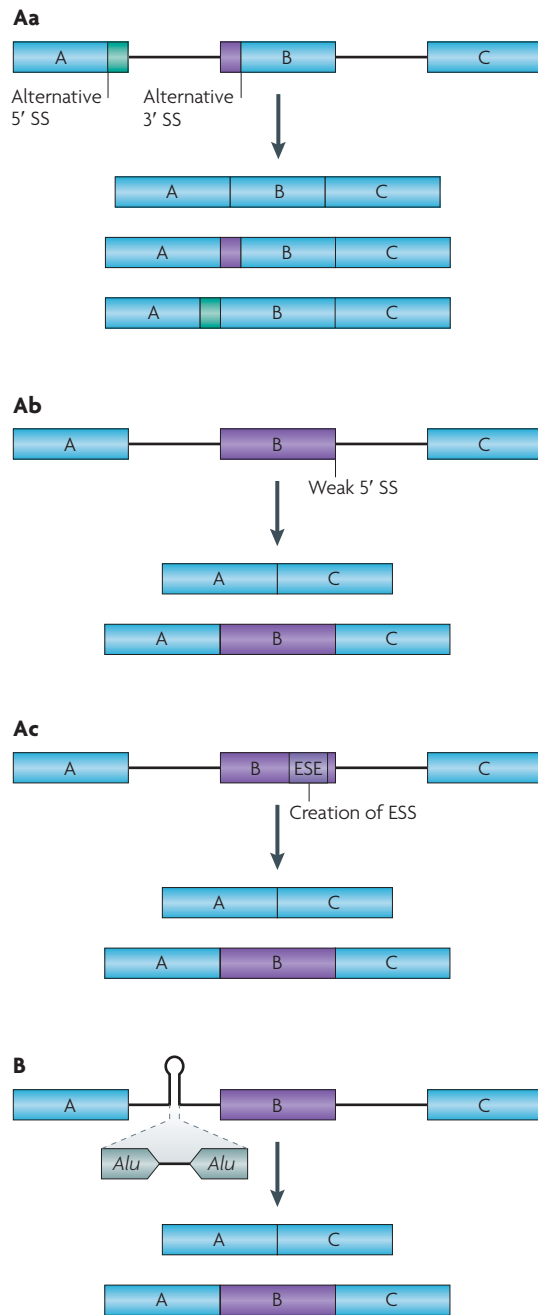 Aa
A B C
Alternative 5′ SS
Alternative 3′ SS
A B C
A B C
A B C
Ab
A B C
Weak 5′ SS
A C
A B C
Ac
A B ESE C
Creation of ESS
A C
A B C
B
A B C
Alu Alu
A C
A B C